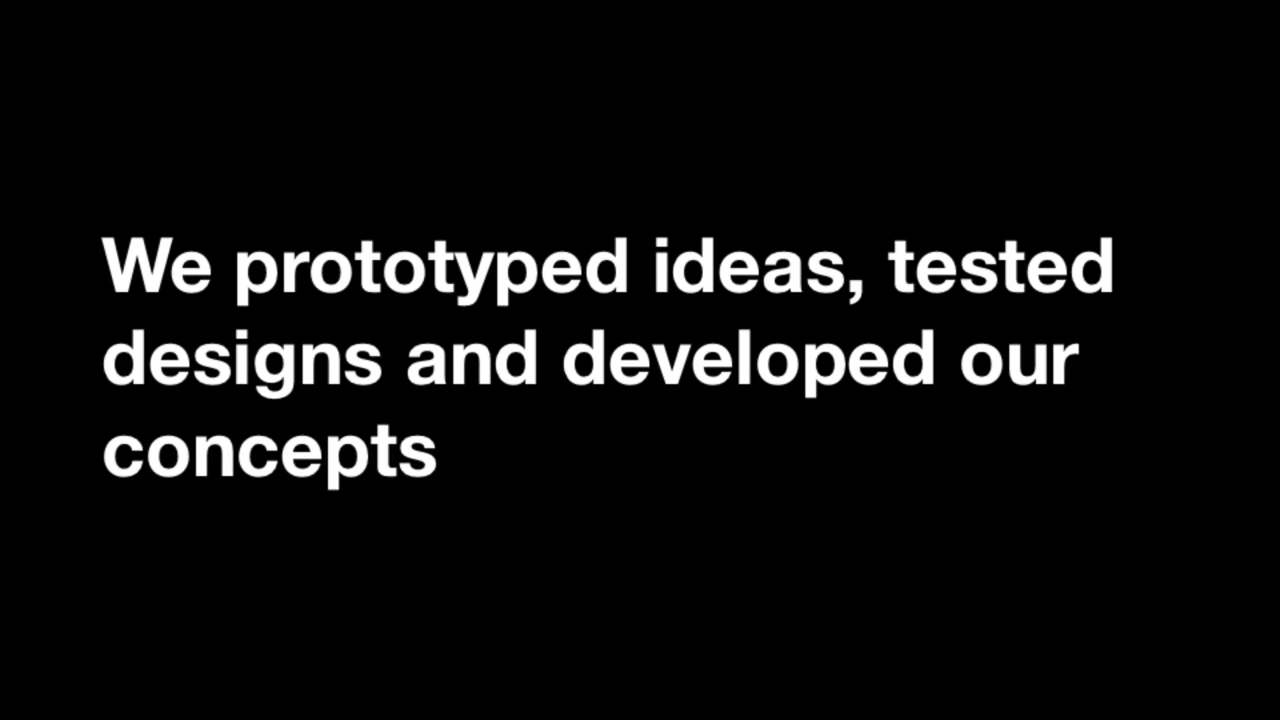 We prototyped ideas, tested
designs and developed our
concepts